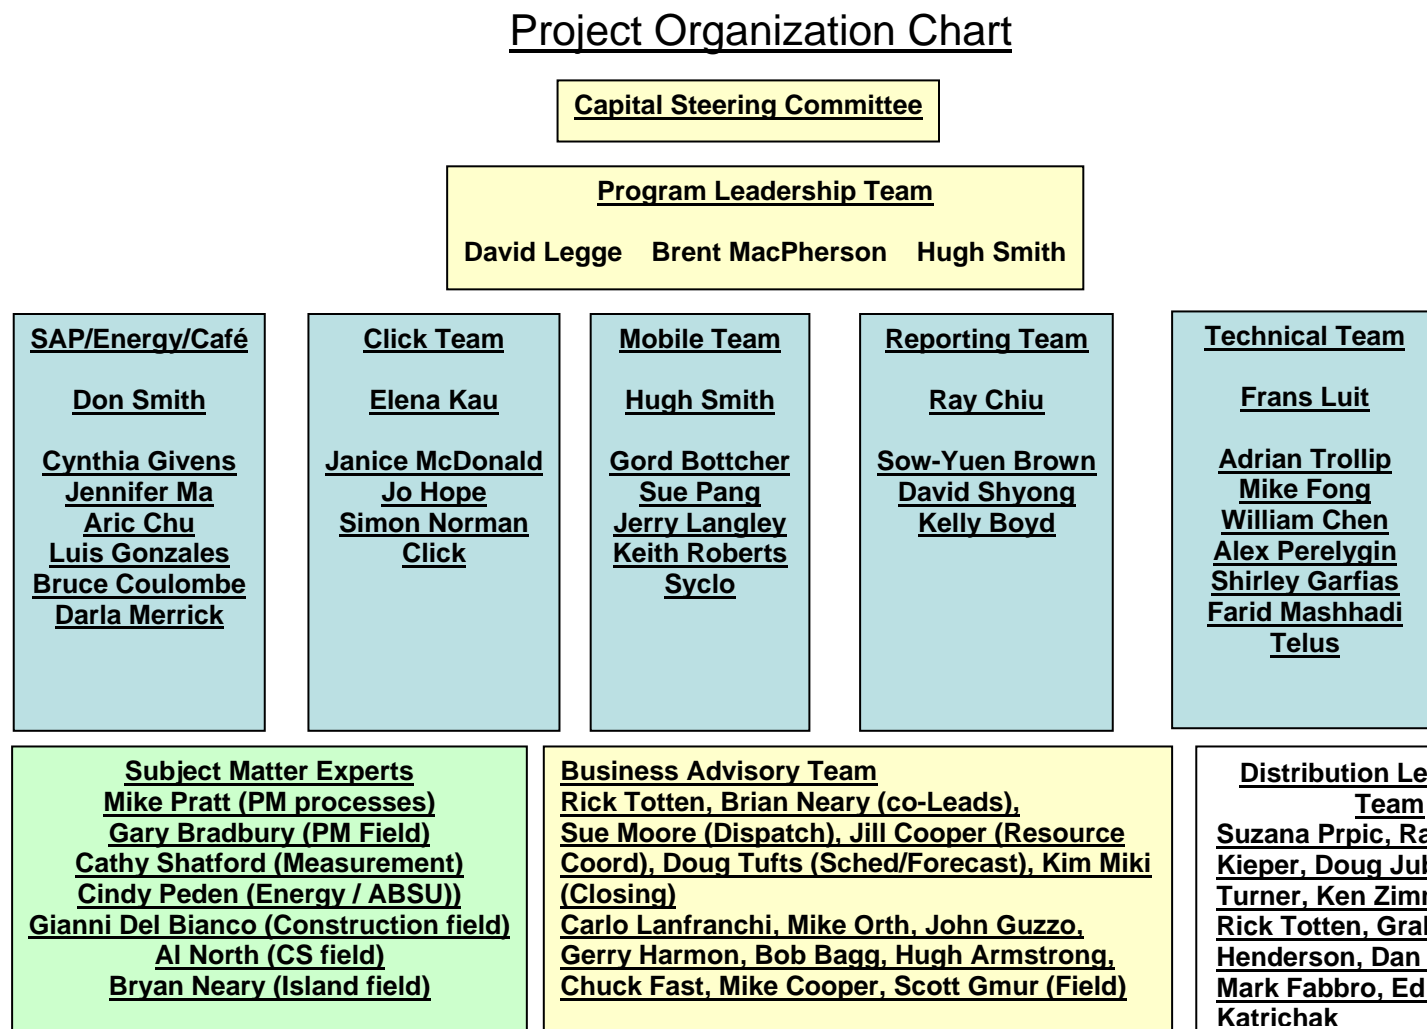 Project Organization Chart
Capital Steering Committee
Program Leadership Team
David Legge Brent MacPherson Hugh Smith
SAP/Energy/Café
Don Smith
Cynthia Givens
Jennifer Ma
Aric Chu
Luis Gonzales
Bruce Coulombe
Darla Merrick
Click Team
Elena Kau
Janice McDonald
Jo Hope
Simon Norman
Click
Mobile Team
Hugh Smith
Gord Bottcher
Sue Pang
Jerry Langley
Keith Roberts
Syclo
Reporting Team
Ray Chiu
Sow-Yuen Brown
David Shyong
Kelly Boyd
Technical Team
Frans Luit
Adrian Trollip
Mike Fong
William Chen
Alex Perelygin
Shirley Garfias
Farid Mashhadi
Telus
Subject Matter Experts
Mike Pratt (PM processes)
Gary Bradbury (PM Field)
Cathy Shatford (Measurement)
Cindy Peden (Energy / ABSU))
Gianni Del Bianco (Construction field)
Al North (CS field)
Bryan Neary (Island field)
Business Advisory Team
Rick Totten, Brian Neary (co-Leads),
Sue Moore (Dispatch), Jill Cooper (Resource
Coord), Doug Tufts (Sched/Forecast), Kim Miki
(Closing)
Carlo Lanfranchi, Mike Orth, John Guzzo,
Gerry Harmon, Bob Bagg, Hugh Armstrong,
Chuck Fast, Mike Cooper, Scott Gmur (Field)
Distribution
Team
Suzana Prpic,
Kieper, Doug
Turner, Ken
Rick Totten,
Henderson, Dan
Mark Fabbro, Ed
Katrichak